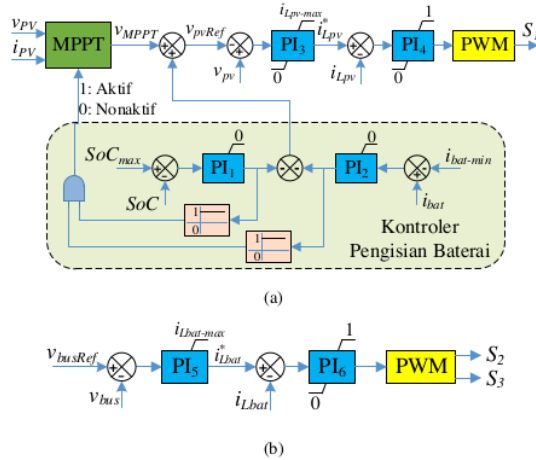 v_PV
i_PV
MPPT
v_MPPT
v_pvRef
v_pv
i_Lpv-max
PI_3
0
i*_Lpv
i_Lpv
1
PI_4
0
PWM
1: Aktif
0: Nonaktif
SoC_max
SoC
0
PI_1
0
PI_2
i_bat-min
i_bat
1
0
1
0
Kontroler
Pengisian Baterai
(a)
v_busRef
v_bus
i_Lbat-max
PI_5
i*_Lbat
i_Lbat
1
PI_6
0
PWM
S_2
S_3
(b)